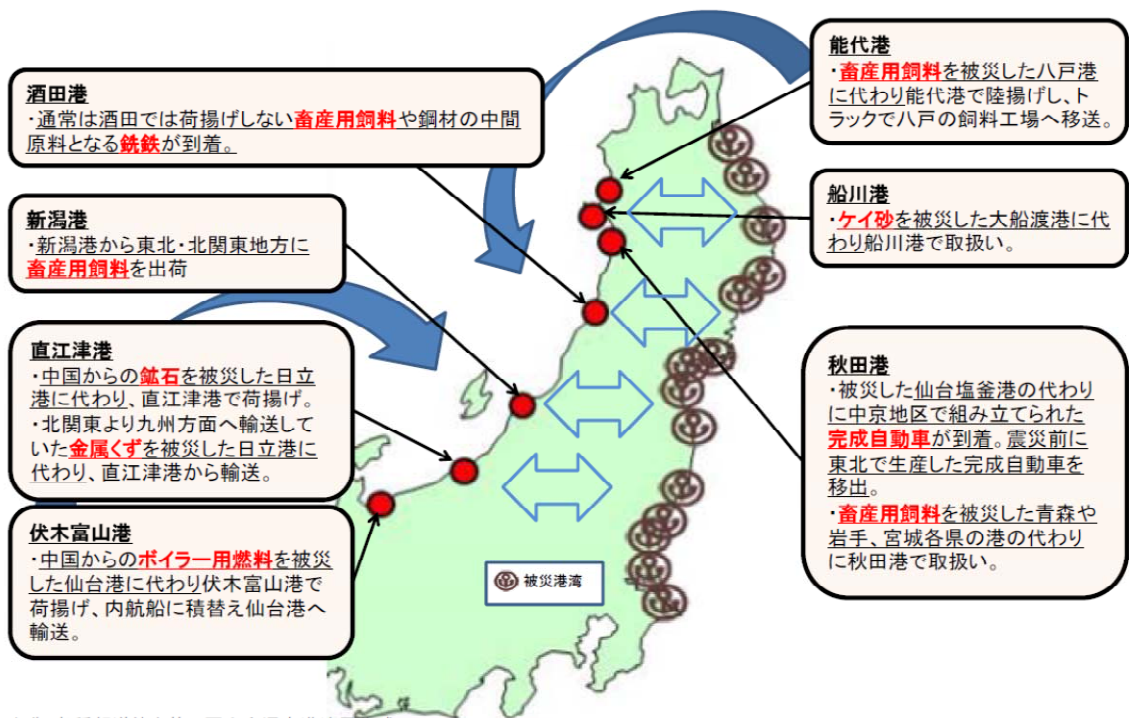 酒田港
・通常は酒田では荷揚げしない畜産用飼料や鋼材の中間
原料となる銑鉄が到着。
新潟港
・新潟港から東北・北関東地方に
畜産用飼料を出荷
直江津港
・中国からの鉱石を被災した日立
港に代わり、直江津港で荷揚げ。
・北関東より九州方面へ輸送してい
た金属くずを被災した日立港に
代わり、直江津港から輸送。
伏木富山港
・中国からのボイラー用燃料を被災
した仙台港に代わり伏木富山港で
荷揚げ、内航船に積替え仙台港へ
輸送。
能代港
・畜産用飼料を被災した八戸港
に代わり能代港で陸揚げし、ト
ラックで八戸の飼料工場へ移送。
船川港
・ケイ砂を被災した大船渡港に代
わり船川港で取扱い。
秋田港
・被災した仙台塩釜港の代わり
に中京地区で組み立てられた
完成自動車が到着。震災前に
東北で生産した完成自動車を
移出。
・畜産用飼料を被災した青森や
岩手、宮城各県の港の代わり
に秋田港で取扱い。
被災港湾